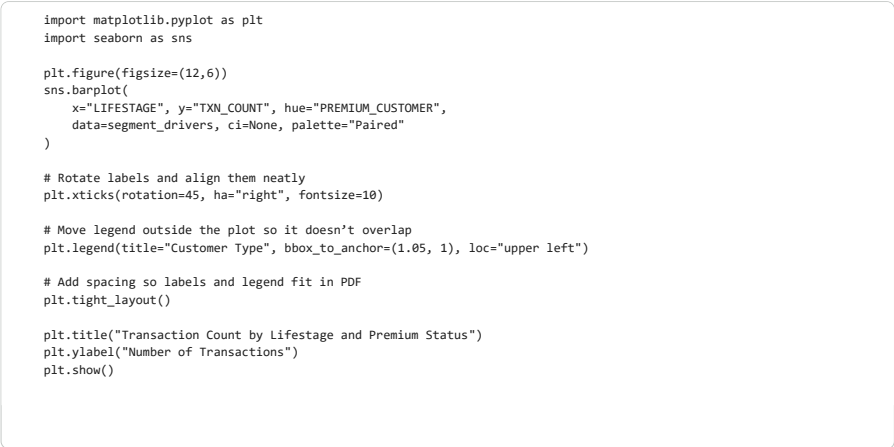 import matplotlib.pyplot as plt
import seaborn as sns

plt.figure(figsize=(12,6))
sns.barplot(
    x="LIFESTAGE", y="TXN_COUNT", hue="PREMIUM_CUSTOMER",
    data=segment_drivers, ci=None, palette="Paired"
)

# Rotate labels and align them neatly
plt.xticks(rotation=45, ha="right", fontsize=10)

# Move legend outside the plot so it doesn’t overlap
plt.legend(title="Customer Type", bbox_to_anchor=(1.05, 1), loc="upper left")

# Add spacing so labels and legend fit in PDF
plt.tight_layout()

plt.title("Transaction Count by Lifestage and Premium Status")
plt.ylabel("Number of Transactions")
plt.show()